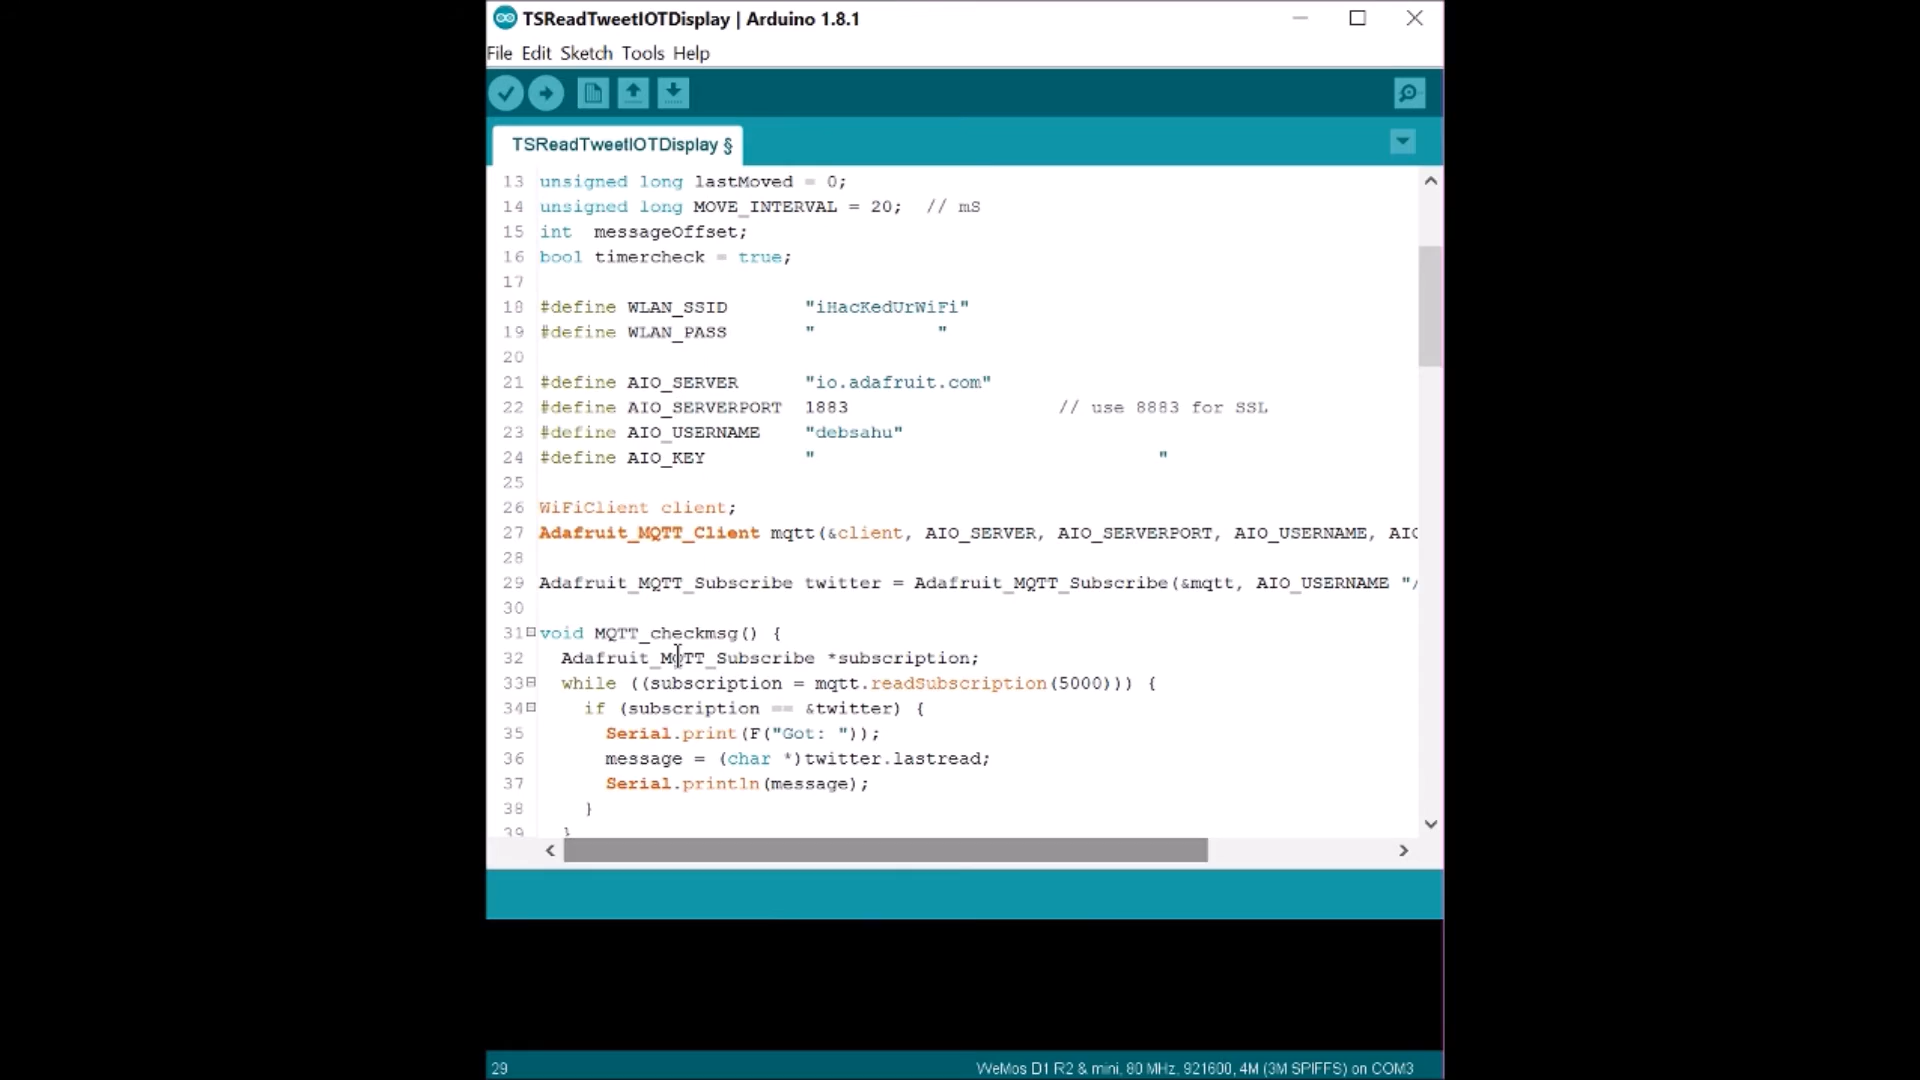 TSReadTweetIOTDisplay | Arduino 1.8.1
File Edit Sketch Tools Help
TSReadTweetIOTDisplay §
13 unsigned long lastMoved = 0;
14 unsigned long MOVE_INTERVAL = 20; // mS
15 int messageOffset;
16 bool timercheck = true;
17
18 #define WLAN_SSID "iHacKedUrWiFi"
19 #define WLAN_PASS " "
20
21 #define AIO_SERVER "io.adafruit.com"
22 #define AIO_SERVERPORT 1883 // use 8883 for SSL
23 #define AIO_USERNAME "debsahu"
24 #define AIO_KEY " "
25
26 WiFiClient client;
27 Adafruit_MQTT_Client mqtt(&client, AIO_SERVER, AIO_SERVERPORT, AIO_USERNAME, AIO
28
29 Adafruit_MQTT_Subscribe twitter = Adafruit_MQTT_Subscribe(&mqtt, AIO_USERNAME "/
30
31 void MQTT_checkmsg() {
32 Adafruit_MQTT_Subscribe *subscription;
33 while ((subscription = mqtt.readSubscription(5000))) {
34 if (subscription == &twitter) {
35 Serial.print(F("Got: "));
36 message = (char *)twitter.lastread;
37 Serial.println(message);
38 }
39 }
29
WeMos D1 R2 & mini, 80 MHz, 921600, 4M (3M SPIFFS) on COM3